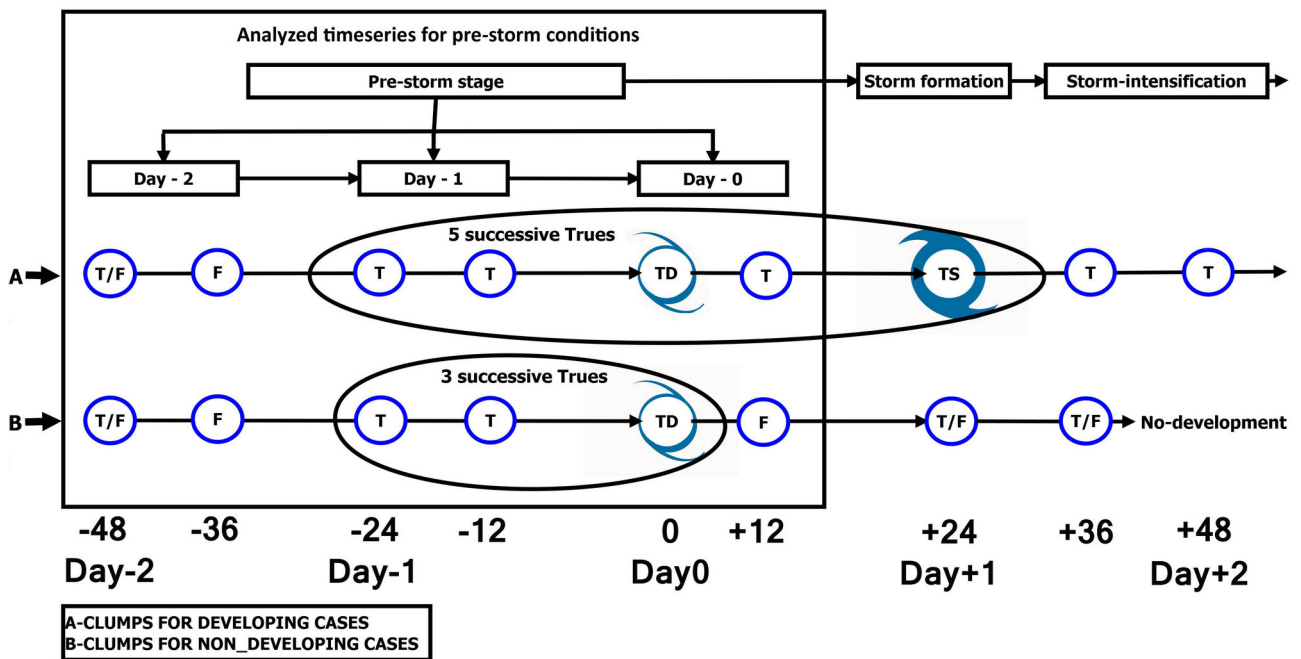 Analyzed timeseries for pre-storm conditions
Pre-storm stage
Storm formation
Storm-intensification
Day - 2
Day - 1
Day - 0
5 successive Trues
A T/F F T T TD T TS T T
3 successive Trues
B T/F F T T TD F T/F T/F No-development
-48 -36 -24 -12 0 +12 +24 +36 +48
Day-2 Day-1 Day0 Day+1 Day+2
A-CLUMPS FOR DEVELOPING CASES
B-CLUMPS FOR NON_DEVELOPING CASES